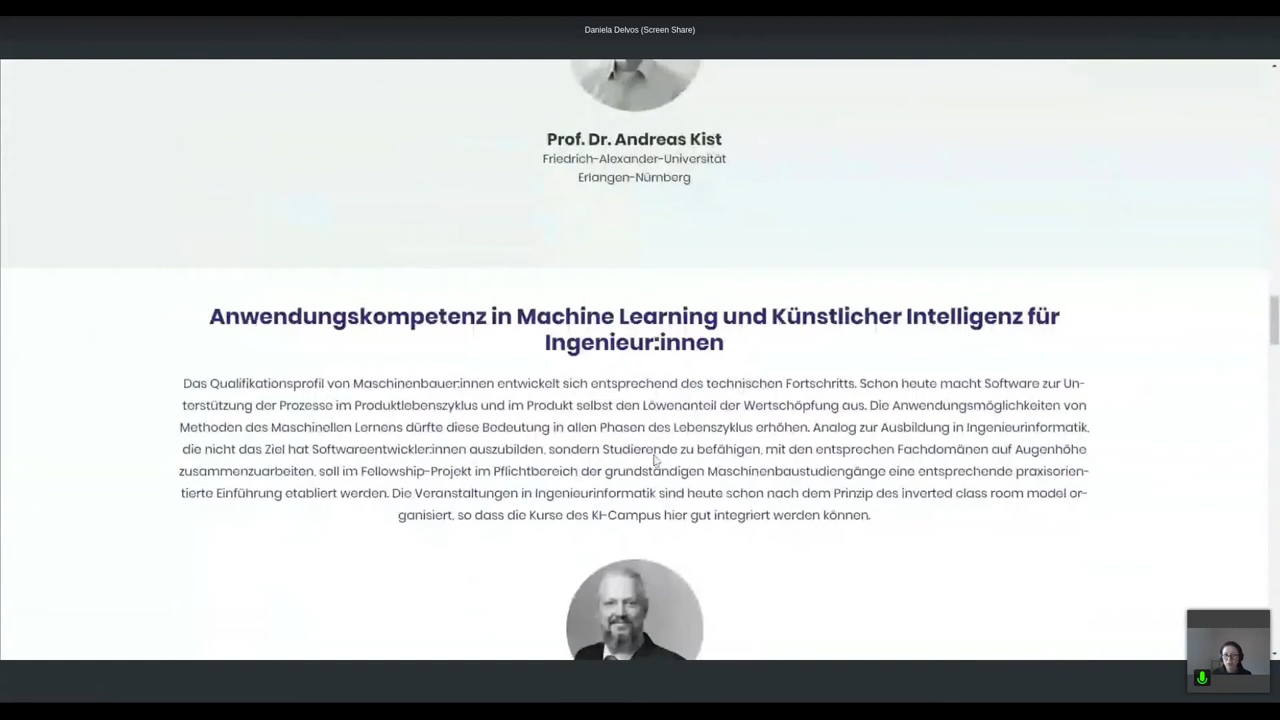 Daniela Delvos (Screen Share)
Prof. Dr. Andreas Kist
Friedrich-Alexander-Universität
Erlangen-Nürnberg
Anwendungskompetenz in Machine Learning und Künstlicher Intelligenz für
Ingenieur:innen
Das Qualifikationsprofil von Maschinenbauer:innen entwickelt sich entsprechend des technischen Fortschritts. Schon heute macht Software zur Un-
terstützung der Prozesse im Produktlebenszyklus und im Produkt selbst den Löwenanteil der Wertschöpfung aus. Die Anwendungsmöglichkeiten von
Methoden des Maschinellen Lernens dürfte diese Bedeutung in allen Phasen des Lebenszyklus erhöhen. Analog zur Ausbildung in Ingenieurinformatik,
die nicht das Ziel hat Softwareentwickler:innen auszubilden, sondern Studierende zu befähigen, mit den entsprechen Fachdomänen auf Augenhöhe
zusammenzuarbeiten, soll im Fellowship-Projekt im Pflichtbereich der grundständigen Maschinenbaustudiengänge eine entsprechende praxisorien-
tierte Einführung etabliert werden. Die Veranstaltungen in Ingenieurinformatik sind heute schon nach dem Prinzip des inverted class room model or-
ganisiert, so dass die Kurse des KI-Campus hier gut integriert werden können.